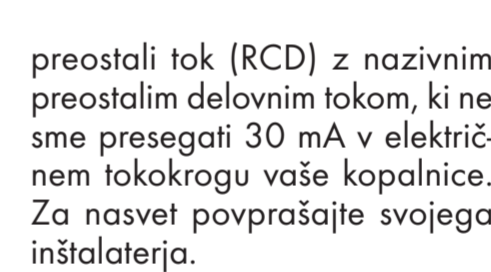 preostali tok (RCD) z nazivnim
preostalim delovnim tokom, ki ne
sme presegati 30 mA v električ-
nem tokokrogu vaše kopalnice.
Za nasvet povprašajte svojega
inštalaterja.